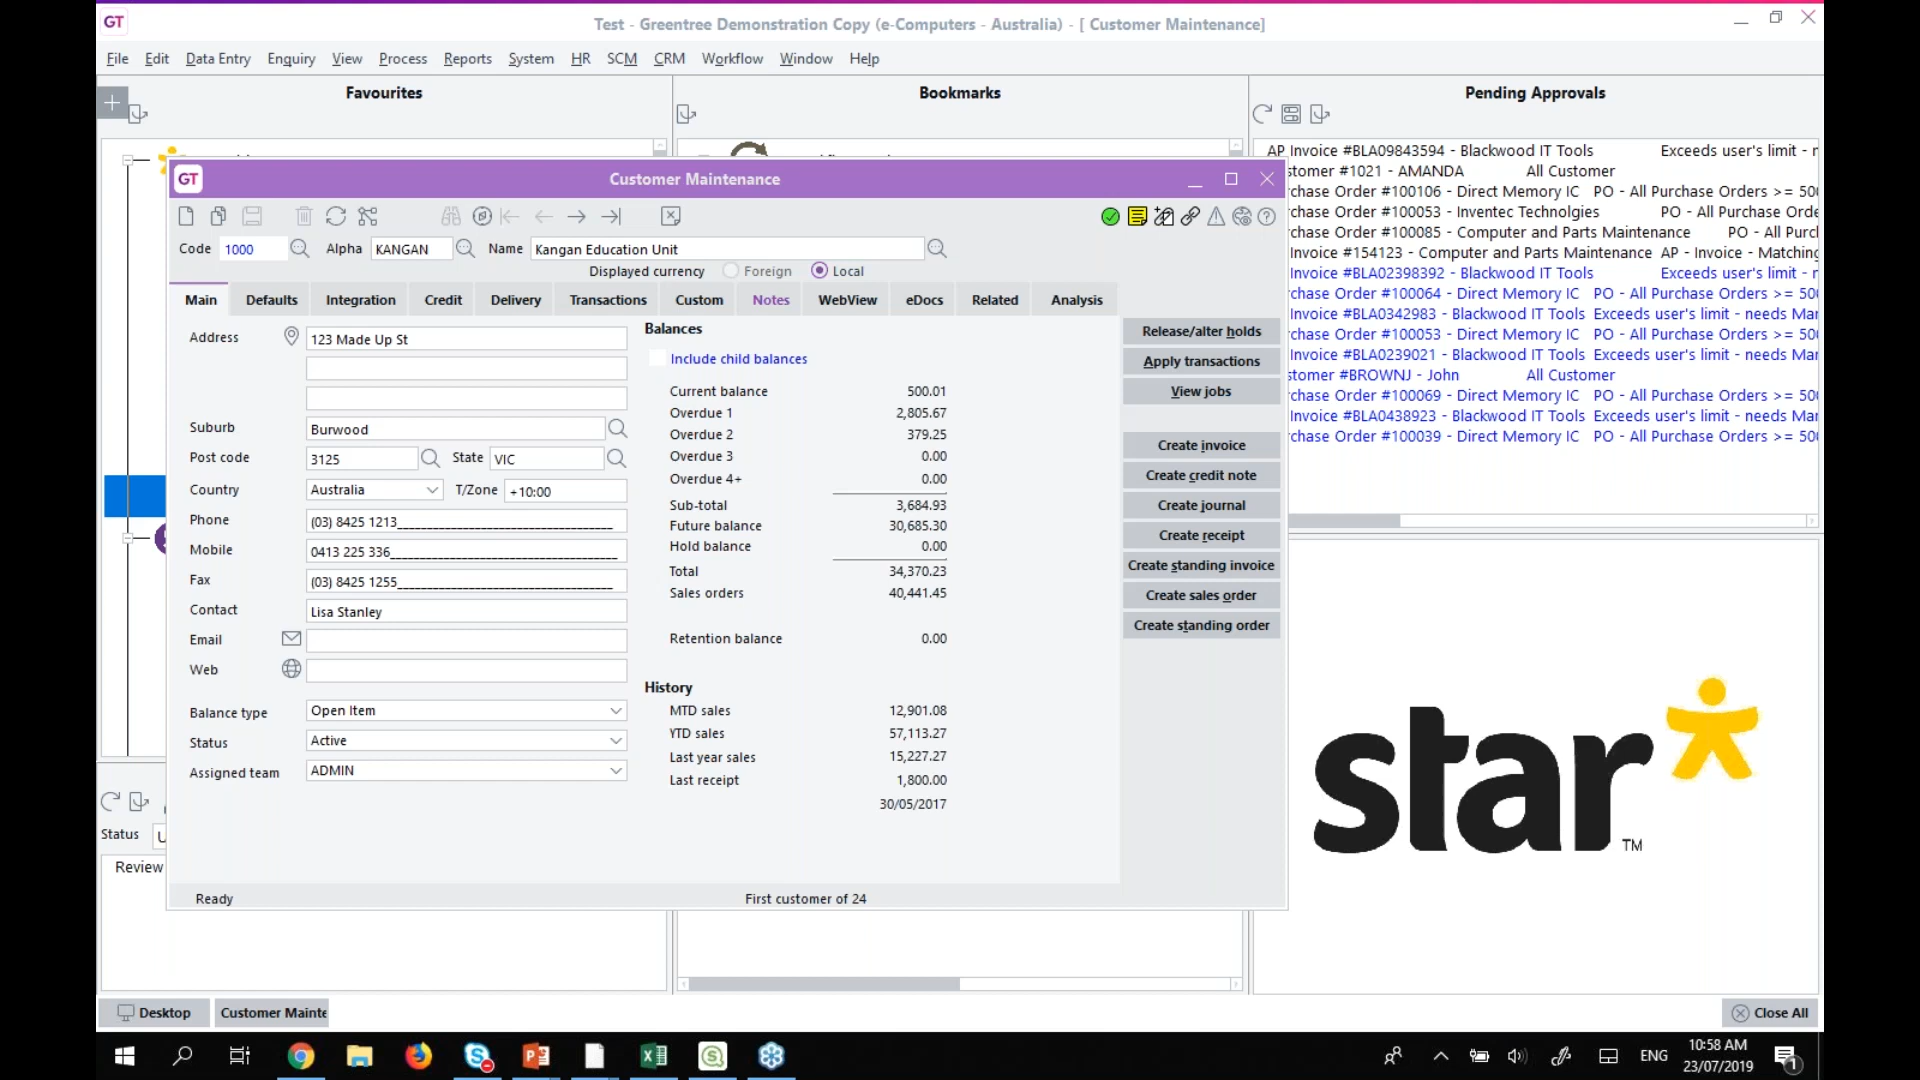 GT
Test - Greentree Demonstration Copy (e-Computers - Australia) - [ Customer Maintenance]
File Edit Data Entry Enquiry View Process Reports System HR SCM CRM Workflow Window Help
Favourites
Bookmarks
Pending Approvals
AP Invoice #BLA09843594 - Blackwood IT Tools Exceeds user's limit - r
stomer #1021 - AMANDA All Customer
rchase Order #100106 - Direct Memory IC PO - All Purchase Orders >= 500
rchase Order #100053 - Inventec Technolgies PO - All Purchase Orde
rchase Order #100085 - Computer and Parts Maintenance PO - All Purcl
Invoice #154123 - Computer and Parts Maintenance AP - Invoice - Matching
Invoice #BLA02398392 - Blackwood IT Tools Exceeds user's limit - r
rchase Order #100064 - Direct Memory IC PO - All Purchase Orders >= 500
Invoice #BLA0342983 - Blackwood IT Tools Exceeds user's limit - needs Mar
rchase Order #100053 - Direct Memory IC PO - All Purchase Orders >= 500
Invoice #BLA0239021 - Blackwood IT Tools Exceeds user's limit - needs Mar
stomer #BROWNJ - John All Customer
rchase Order #100069 - Direct Memory IC PO - All Purchase Orders >= 500
Invoice #BLA0438923 - Blackwood IT Tools Exceeds user's limit - needs Mar
rchase Order #100039 - Direct Memory IC PO - All Purchase Orders >= 500
GT
Customer Maintenance
Code 1000 Alpha KANGAN Name Kangan Education Unit
Displayed currency Foreign Local
Main Defaults Integration Credit Delivery Transactions Custom Notes WebView eDocs Related Analysis
Address 123 Made Up St
Suburb Burwood
Post code 3125 State VIC
Country Australia T/Zone +10:00
Phone (03) 8425 1213
Mobile 0413 225 336
Fax (03) 8425 1255
Contact Lisa Stanley
Email
Web
Balance type Open Item
Status Active
Assigned team ADMIN
Balances
Include child balances
Current balance 500.01
Overdue 1 2,805.67
Overdue 2 379.25
Overdue 3 0.00
Overdue 4+ 0.00
Sub-total 3,684.93
Future balance 30,685.30
Hold balance 0.00
Total 34,370.23
Sales orders 40,441.45
Retention balance 0.00
History
MTD sales 12,901.08
YTD sales 57,113.27
Last year sales 15,227.27
Last receipt 1,800.00
30/05/2017
Release/alter holds
Apply transactions
View jobs
Create invoice
Create credit note
Create journal
Create receipt
Create standing invoice
Create sales order
Create standing order
Ready
First customer of 24
Status
Review
star
TM
Desktop
Customer Mainte
Close All
ENG
10:58 AM
23/07/2019
1